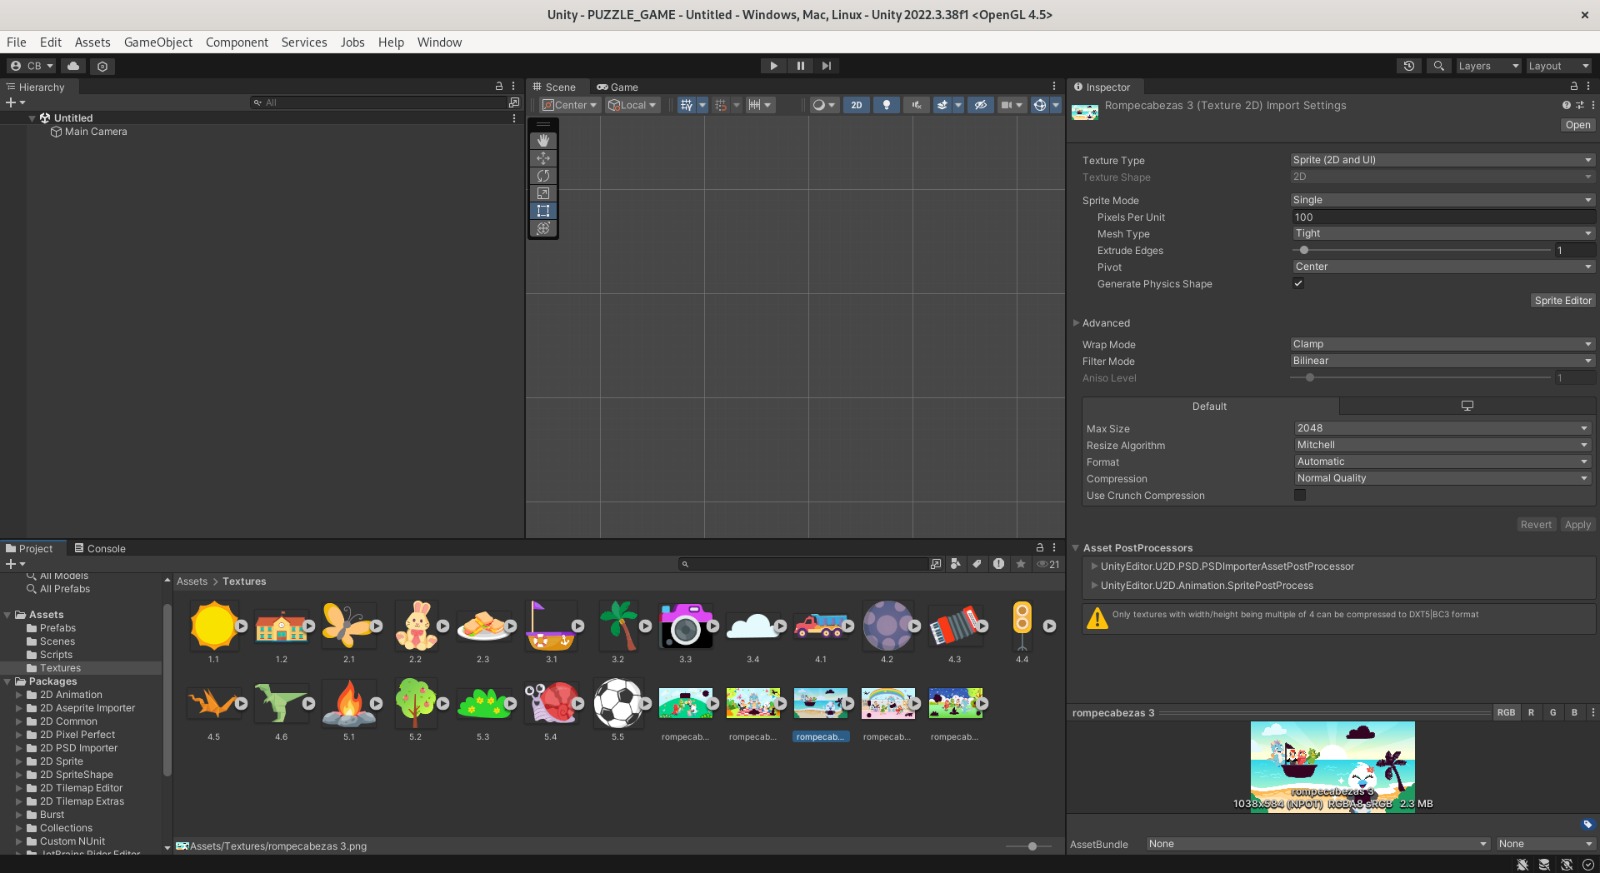 Unity - PUZZLE_GAME - Untitled - Windows, Mac, Linux - Unity 2022.3.38f1 <OpenGL 4.5>
File Edit Assets GameObject Component Services Jobs Help Window
CB
Layers
Layout
Hierarchy
All
Untitled
Main Camera
Scene
Game
Center
Local
2D
Inspector
Rompecabezas 3 (Texture 2D) Import Settings
Open
Texture Type
Sprite (2D and UI)
Texture Shape
2D
Sprite Mode
Single
Pixels Per Unit
100
Mesh Type
Tight
Extrude Edges
1
Pivot
Center
Generate Physics Shape
Sprite Editor
Advanced
Wrap Mode
Clamp
Filter Mode
Bilinear
Aniso Level
1
Default
Max Size
2048
Resize Algorithm
Mitchell
Format
Automatic
Compression
Normal Quality
Use Crunch Compression
Revert
Apply
Asset PostProcessors
UnityEditor.U2D.PSD.PSDImporterAssetPostProcessor
UnityEditor.U2D.Animation.SpritePostProcess
Only textures with width/height being multiple of 4 can be compressed to DXT5|BC3 format
rompecabezas 3
RGB R G B
rompecabezas 3
1038x584 (NPOT) RGBA8 sRGB 2.3 MB
AssetBundle
None
None
Project
Console
21
All Models
All Prefabs
Assets
Prefabs
Scenes
Scripts
Textures
Packages
2D Animation
2D Aseprite Importer
2D Common
2D Pixel Perfect
2D PSD Importer
2D Sprite
2D SpriteShape
2D Tilemap Editor
2D Tilemap Extras
Burst
Collections
Custom NUnit
JetBrains Rider Editor
Assets > Textures
1.1 1.2 2.1 2.2 2.3 3.1 3.2 3.3 3.4 4.1 4.2 4.3 4.4
4.5 4.6 5.1 5.2 5.3 5.4 5.5 rompecab... rompecab... rompecab... rompecab... rompecab...
Assets/Textures/rompecabezas 3.png